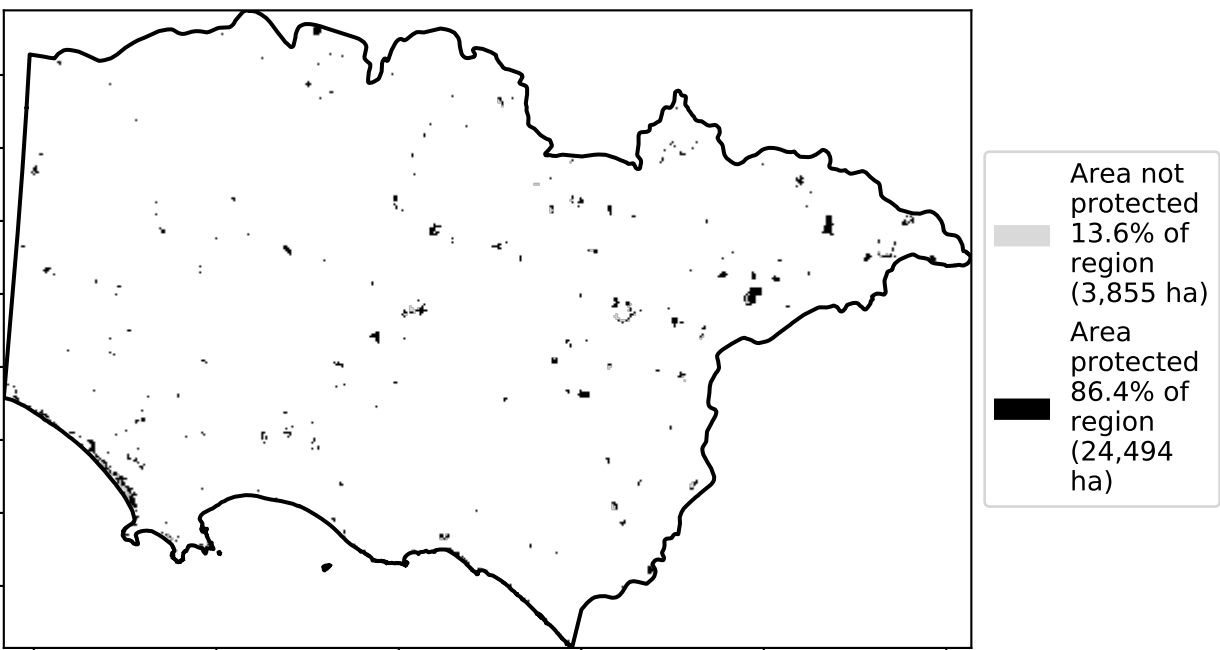 Area not
protected
13.6% of
region
(3,855 ha)
Area
protected
86.4% of
region
(24,494
ha)